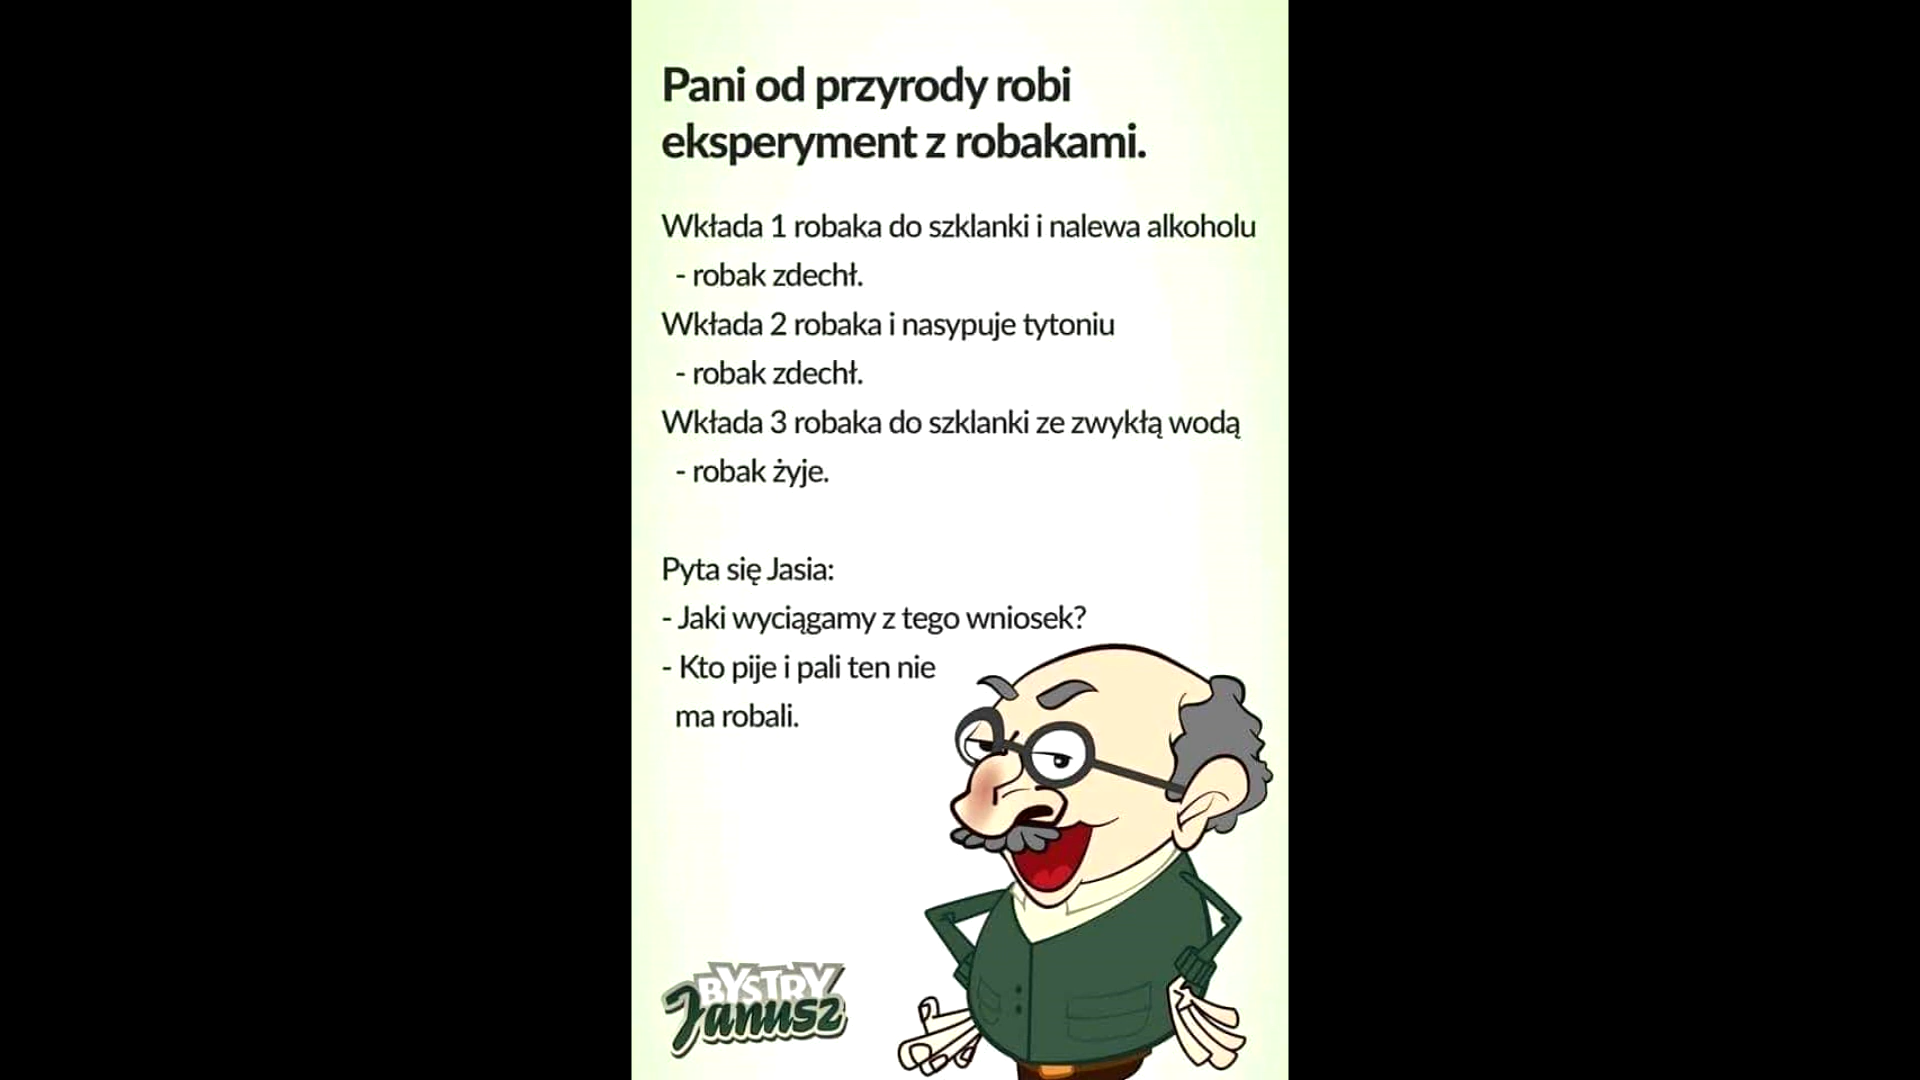 Pani od przyrody robi
eksperyment z robakami.
Wkłada 1 robaka do szklanki i nalewa alkoholu
- robak zdechł.
Wkłada 2 robaka i nasypuje tytoniu
- robak zdechł.
Wkłada 3 robaka do szklanki ze zwykłą wodą
- robak żyje.
Pyta się Jasia:
- Jaki wyciągamy z tego wniosek?
- Kto pije i pali ten nie
ma robali.
BYSTRY
Janusz